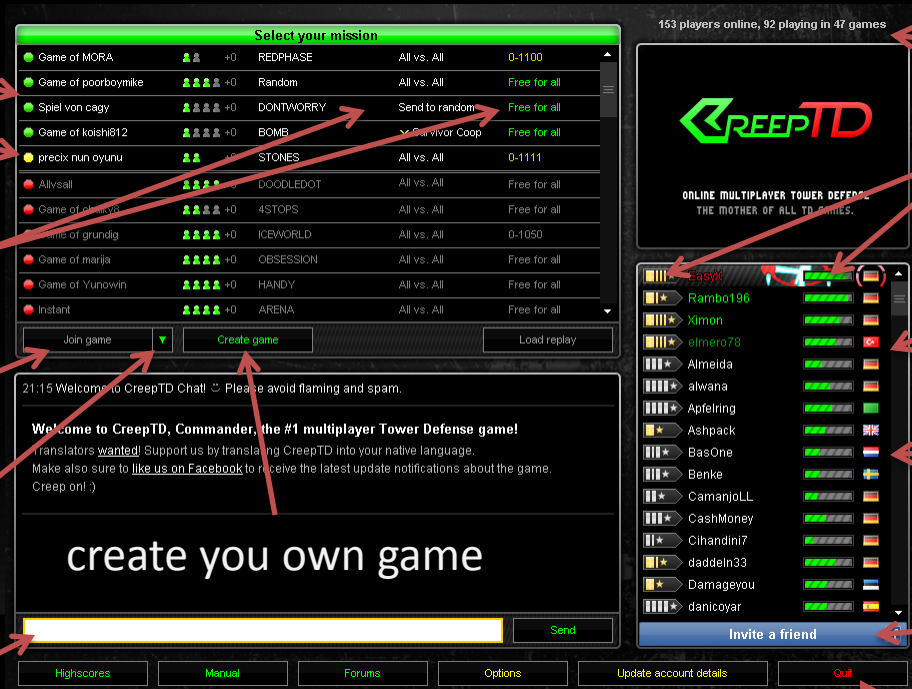 153 players online, 92 playing in 47 games
Select your mission
Game of MORA +0 REDPHASE All vs. All 0-1100
Game of poorboymike +0 Random All vs. All Free for all
Spiel von cagy +0 DONTWORRY Send to random Free for all
Game of koishi812 +0 BOMB Survivor Coop Free for all
precix nun oyunu +0 STONES All vs. All 0-1111
Allvsall +0 DOODLEDOT All vs. All Free for all
Game of +0 4STOPS All vs. All Free for all
Game of grundig +0 ICEWORLD All vs. All 0-1050
Game of marija +0 OBSESSION All vs. All Free for all
Game of Yunowin +0 HANDY All vs. All Free for all
Instant +0 ARENA All vs. All Free for all
Join game
Create game
Load replay
CREEPTD
ONLINE MULTIPLAYER TOWER DEFENSE
THE MOTHER OF ALL TD GAMES.
21:15 Welcome to CreepTD Chat! Please avoid flaming and spam.
Welcome to CreepTD, Commander, the #1 multiplayer Tower Defense game!
Translators wanted! Support us by translating CreepTD into your native language.
Make also sure to like us on Facebook to receive the latest update notifications about the game.
Creep on! :)
create you own game
Send
EasyX
Rambo196
Ximon
elmero78
Almeida
alwana
Apfelring
Ashpack
BasOne
Benke
CamanjoLL
CashMoney
Cihandini7
daddeln33
Damageyou
danicoyar
Invite a friend
Highscores
Manual
Forums
Options
Update account details
Quit